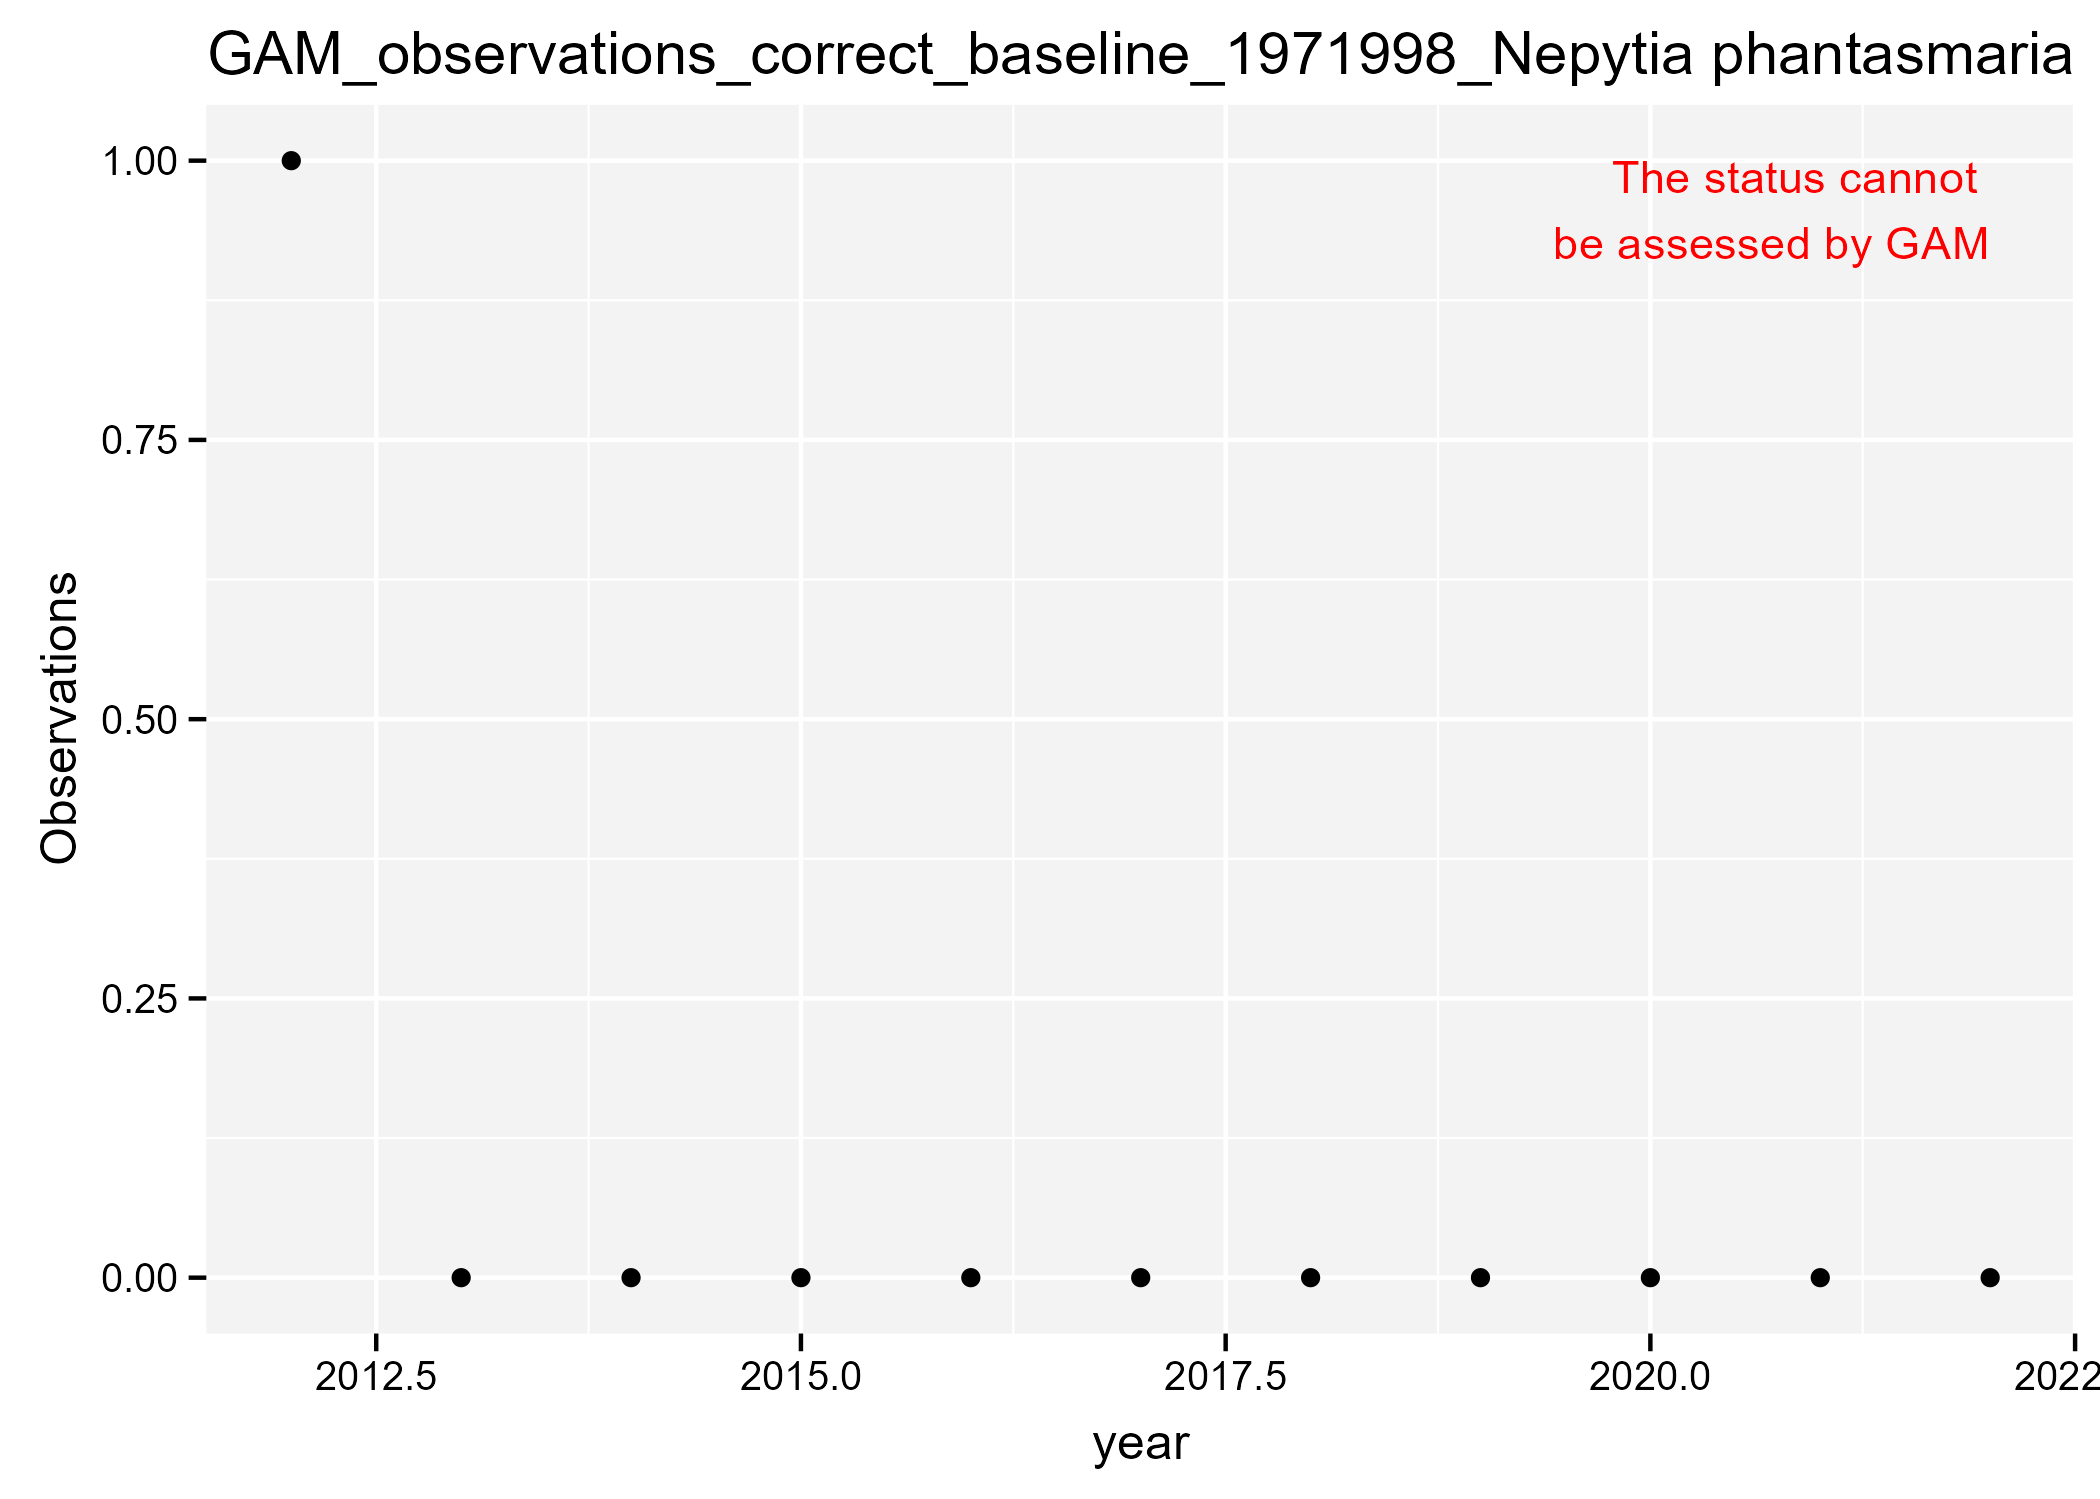 GAM_observations_correct_baseline_1971998_Nepytia phantasmaria
The status cannot
be assessed by GAM
Observations
1.00
0.75
0.50
0.25
0.00
2012.5 2015.0 2017.5 2020.0 2022
year